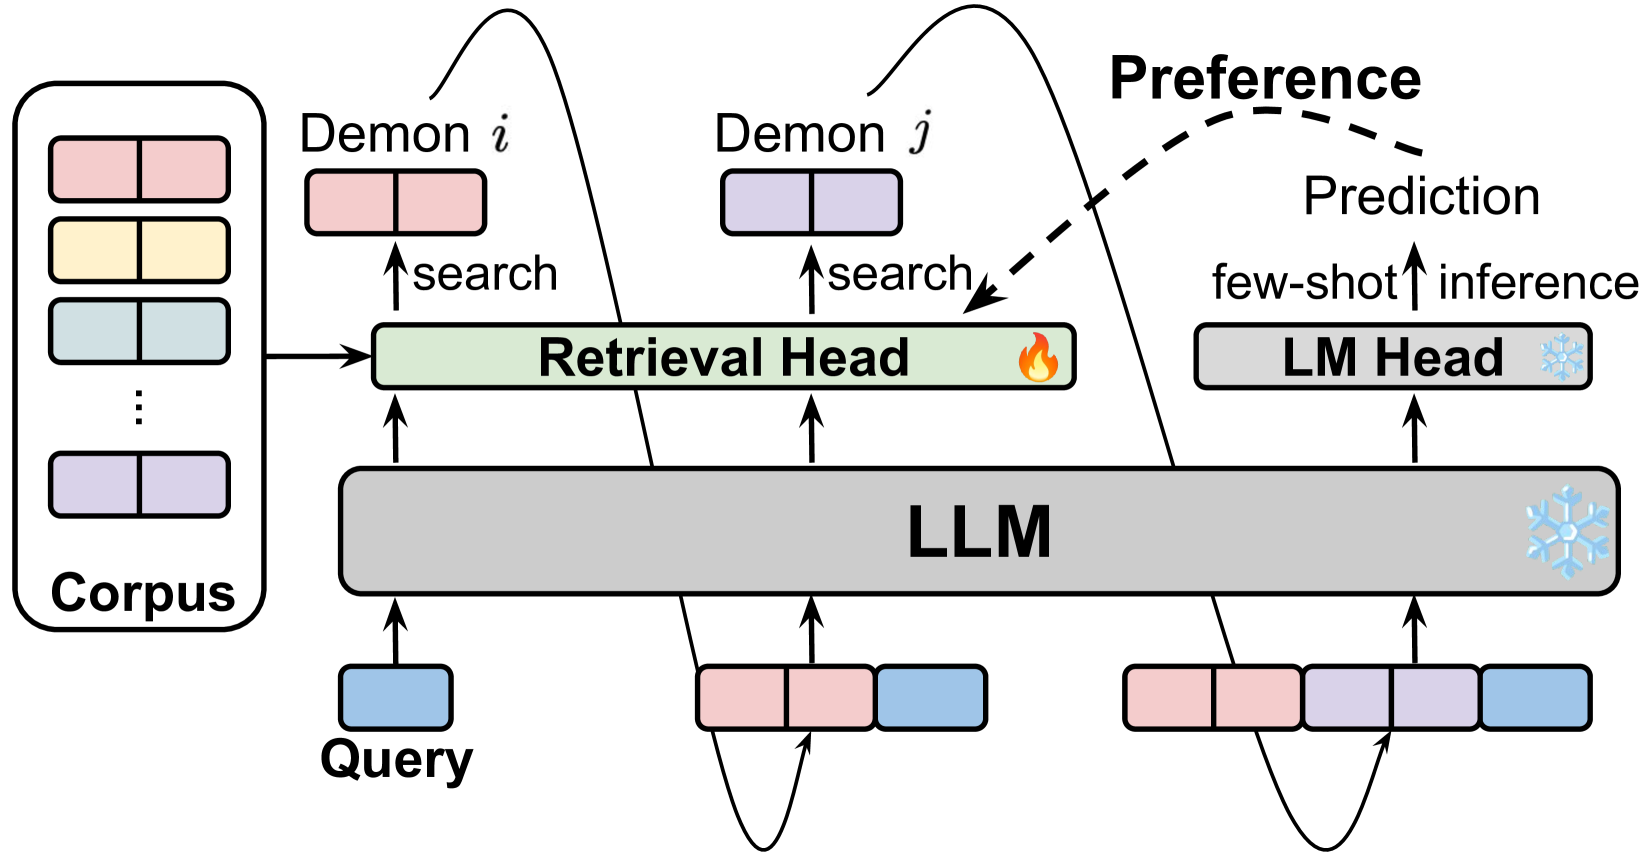 Preference
Demon i
Demon j
Prediction
search
search
few-shot inference
Retrieval Head
LM Head
LLM
Corpus
Query